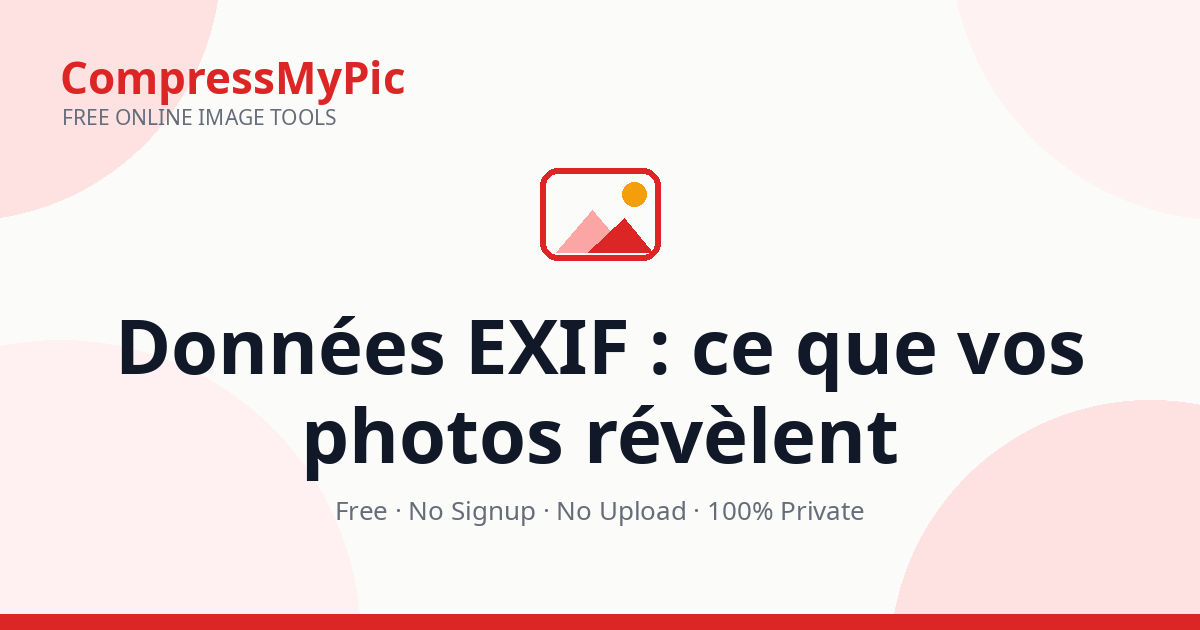 CompressMyPic
FREE ONLINE IMAGE TOOLS
Données EXIF : ce que vos
photos révèlent
Free · No Signup · No Upload · 100% Private